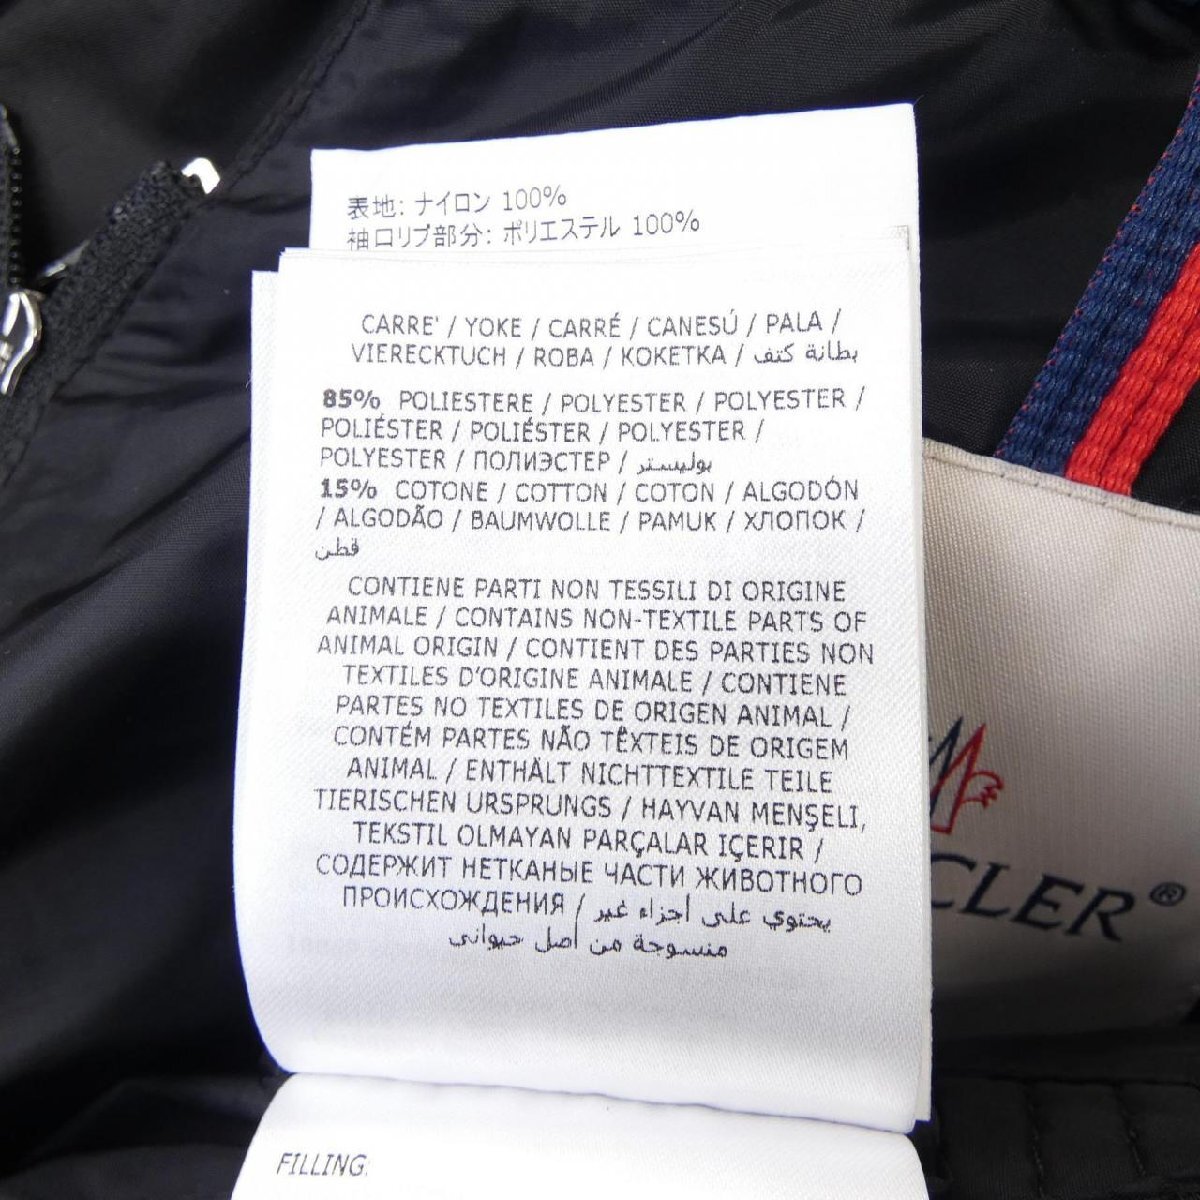 表地: ナイロン 100%
袖口リブ部分: ポリエステル 100%
CARRE' / YOKE / CARRÉ / CANESÚ / PALA /
VIERECKTUCH / ROBA / KOKETKA / بطانة كتف
85% POLIESTERE / POLYESTER / POLYESTER /
POLIÉSTER / POLIÉSTER / POLYESTER /
POLYESTER / ПОЛИЭСТЕР / بوليستر
15% COTONE / COTTON / COTON / ALGODÓN
/ ALGODÃO / BAUMWOLLE / PAMUK / ХЛОПОК /
قطن
CONTIENE PARTI NON TESSILI DI ORIGINE
ANIMALE / CONTAINS NON-TEXTILE PARTS OF
ANIMAL ORIGIN / CONTIENT DES PARTIES NON
TEXTILES D'ORIGINE ANIMALE / CONTIENE
PARTES NO TEXTILES DE ORIGEN ANIMAL /
CONTÉM PARTES NÃO TÊXTEIS DE ORIGEM
ANIMAL / ENTHÄLT NICHTTEXTILE TEILE
TIERISCHEN URSPRUNGS / HAYVAN MENŞELI,
TEKSTIL OLMAYAN PARÇALAR IÇERIR /
СОДЕРЖИТ НЕТКАНЫЕ ЧАСТИ ЖИВОТНОГО
ПРОИСХОЖДЕНИЯ / يحتوي على أجزاء غير
منسوجة من أصل حيواني
CLER®
FILLING: